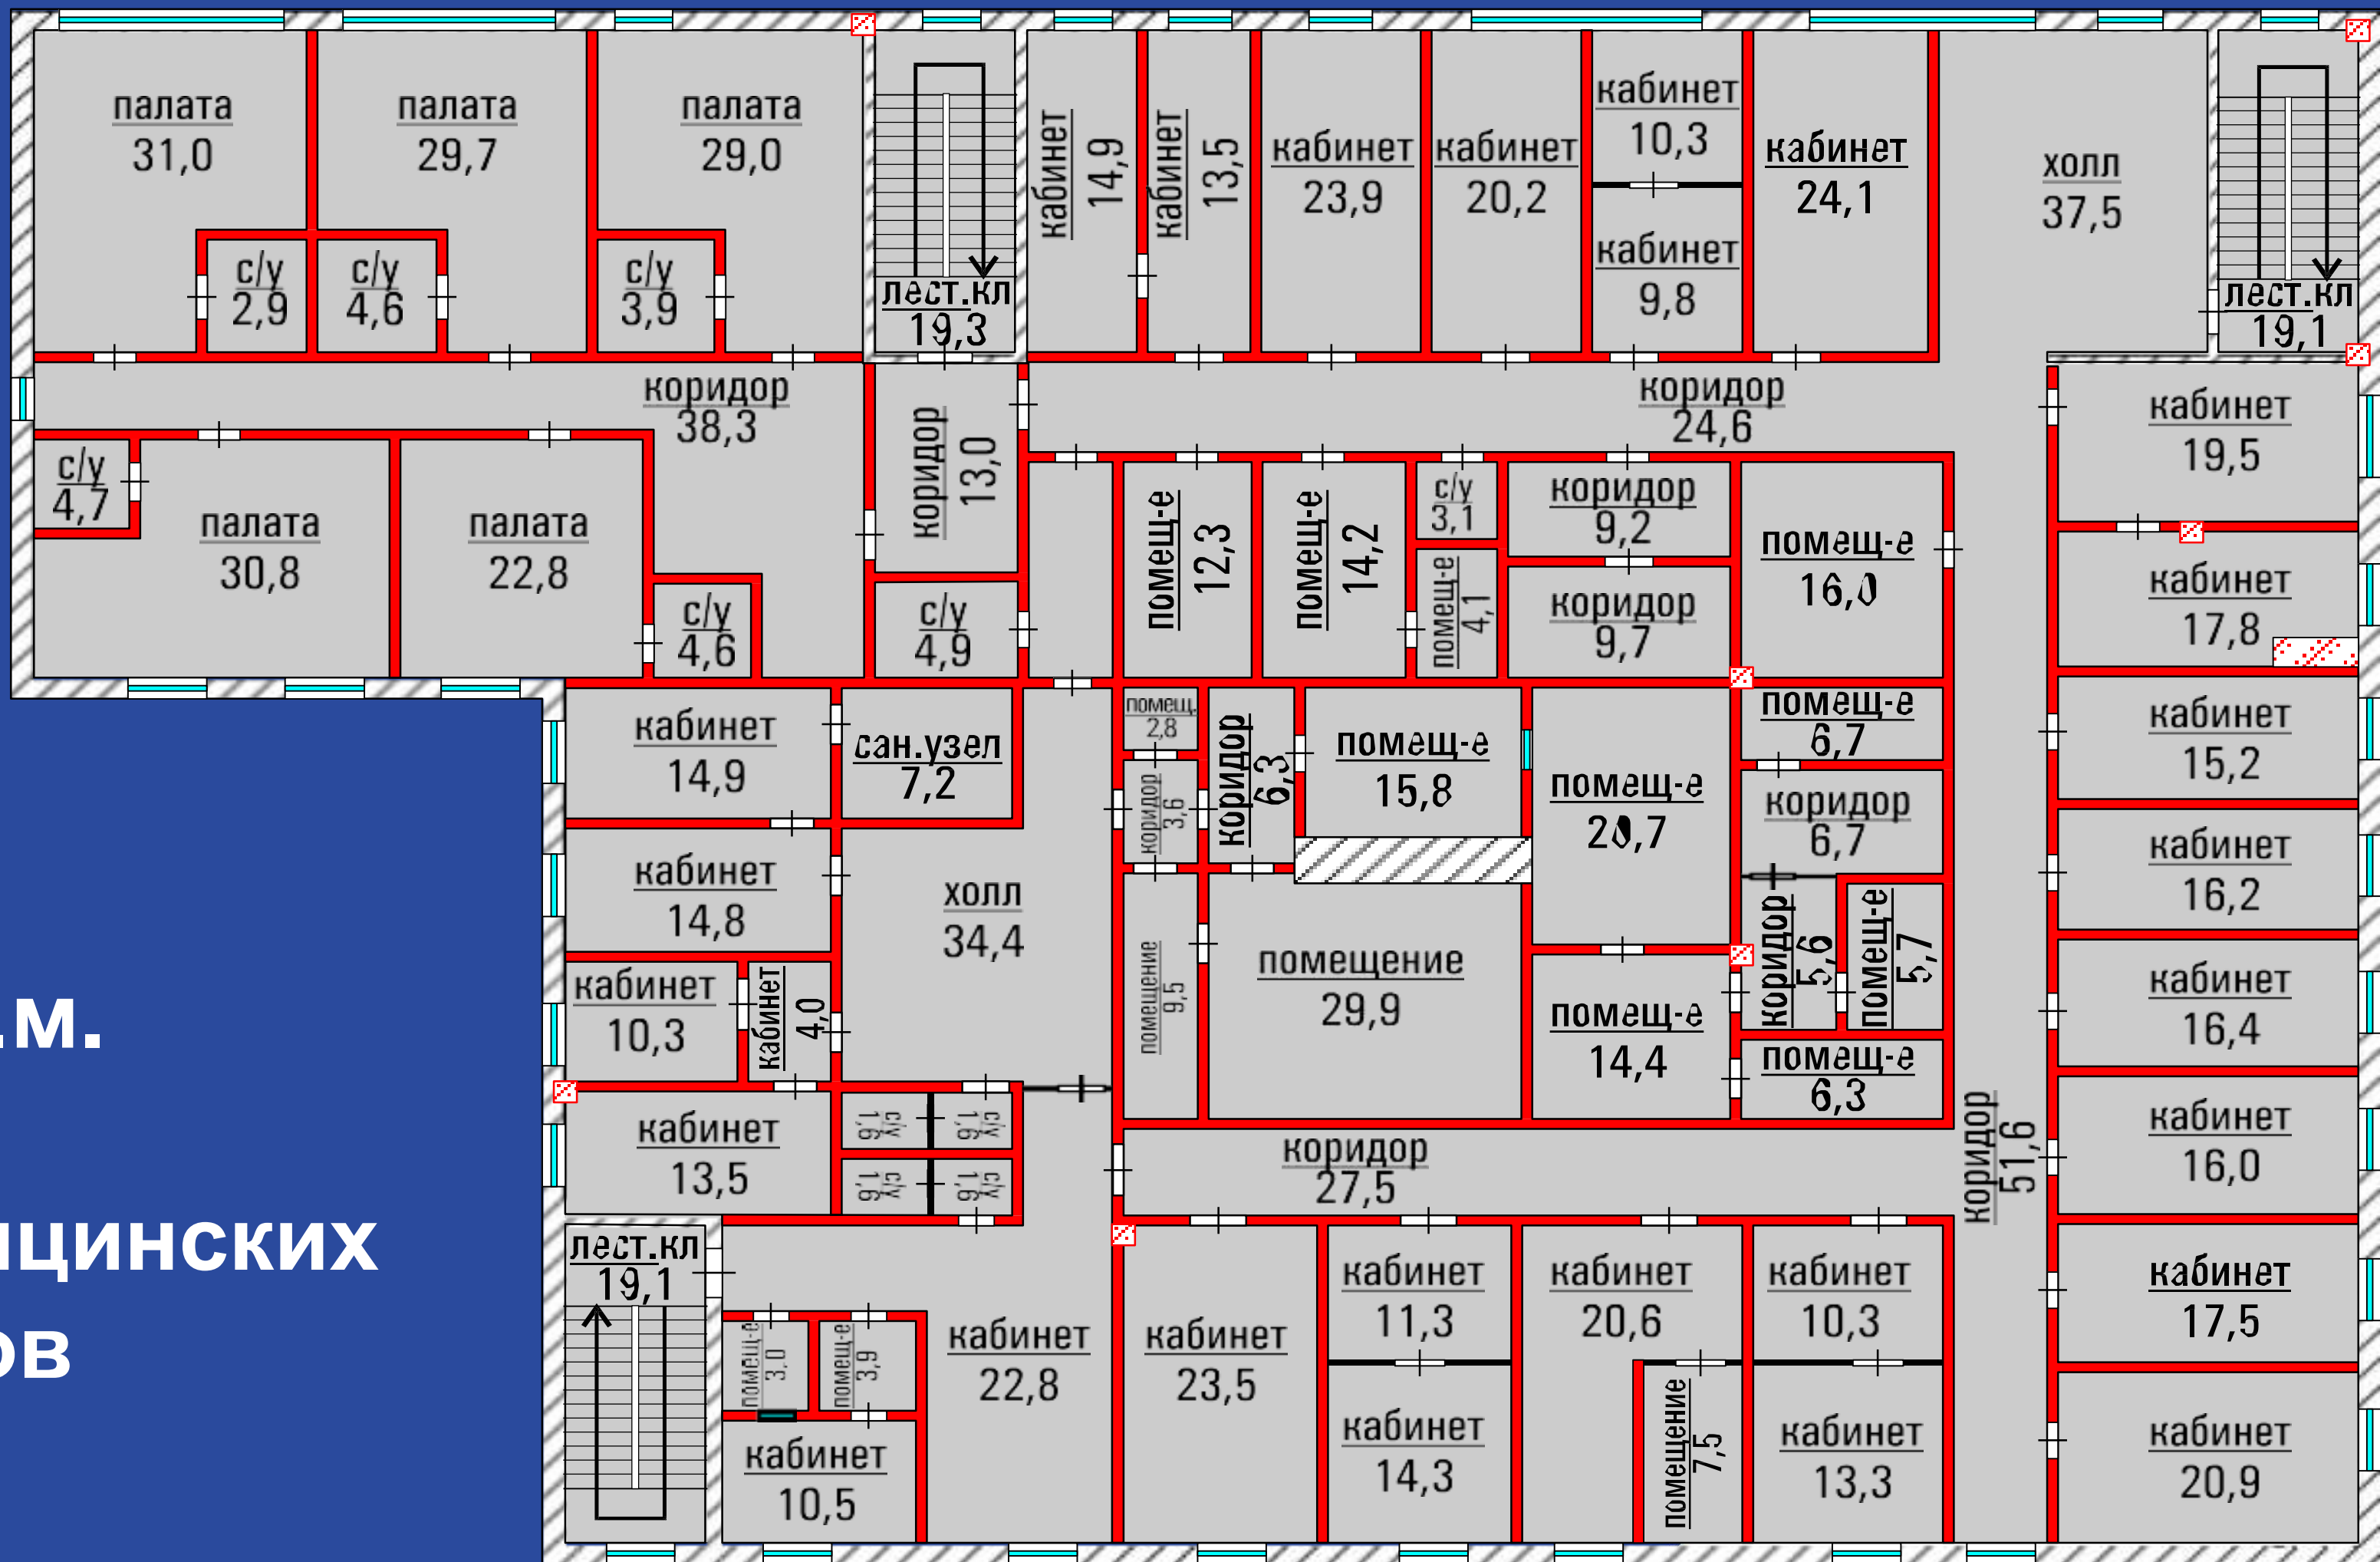 палата
31,0
палата
29,7
палата
29,0
с/у
2,9
с/у
4,6
с/у
3,9
лест.кл
19,3
кабинет
14,9
кабинет
13,5
кабинет
23,9
кабинет
20,2
кабинет
10,3
кабинет
9,8
кабинет
24,1
холл
37,5
лест.кл
19,1
коридор
38,3
коридор
13,0
коридор
24,6
кабинет
19,5
с/у
4,7
палата
30,8
палата
22,8
с/у
4,6
с/у
4,9
помещ-е
12,3
помещ-е
14,2
с/у
3,1
помещ-е
4,1
коридор
9,2
коридор
9,7
помещ-е
16,0
кабинет
17,8
кабинет
14,9
сан.узел
7,2
помещ.
2,8
коридор
3,6
коридор
6,3
помещ-е
15,8
помещ-е
20,7
помещ-е
6,7
коридор
6,7
кабинет
15,2
кабинет
14,8
холл
34,4
кабинет
16,2
кабинет
10,3
кабинет
4,0
помещение
9,5
помещение
29,9
помещ-е
14,4
коридор
5,6
помещ-е
5,7
помещ-е
6,3
кабинет
16,4
.м.
кабинет
13,5
с/у
1,6
с/у
1,6
с/у
1,6
с/у
1,6
коридор
27,5
коридор
51,6
кабинет
16,0
ицинских
ов
лест.кл
19,1
помещ-е
3,0
помещ-е
3,9
кабинет
10,5
кабинет
22,8
кабинет
23,5
кабинет
11,3
кабинет
14,3
кабинет
20,6
помещение
7,5
кабинет
10,3
кабинет
13,3
кабинет
17,5
кабинет
20,9